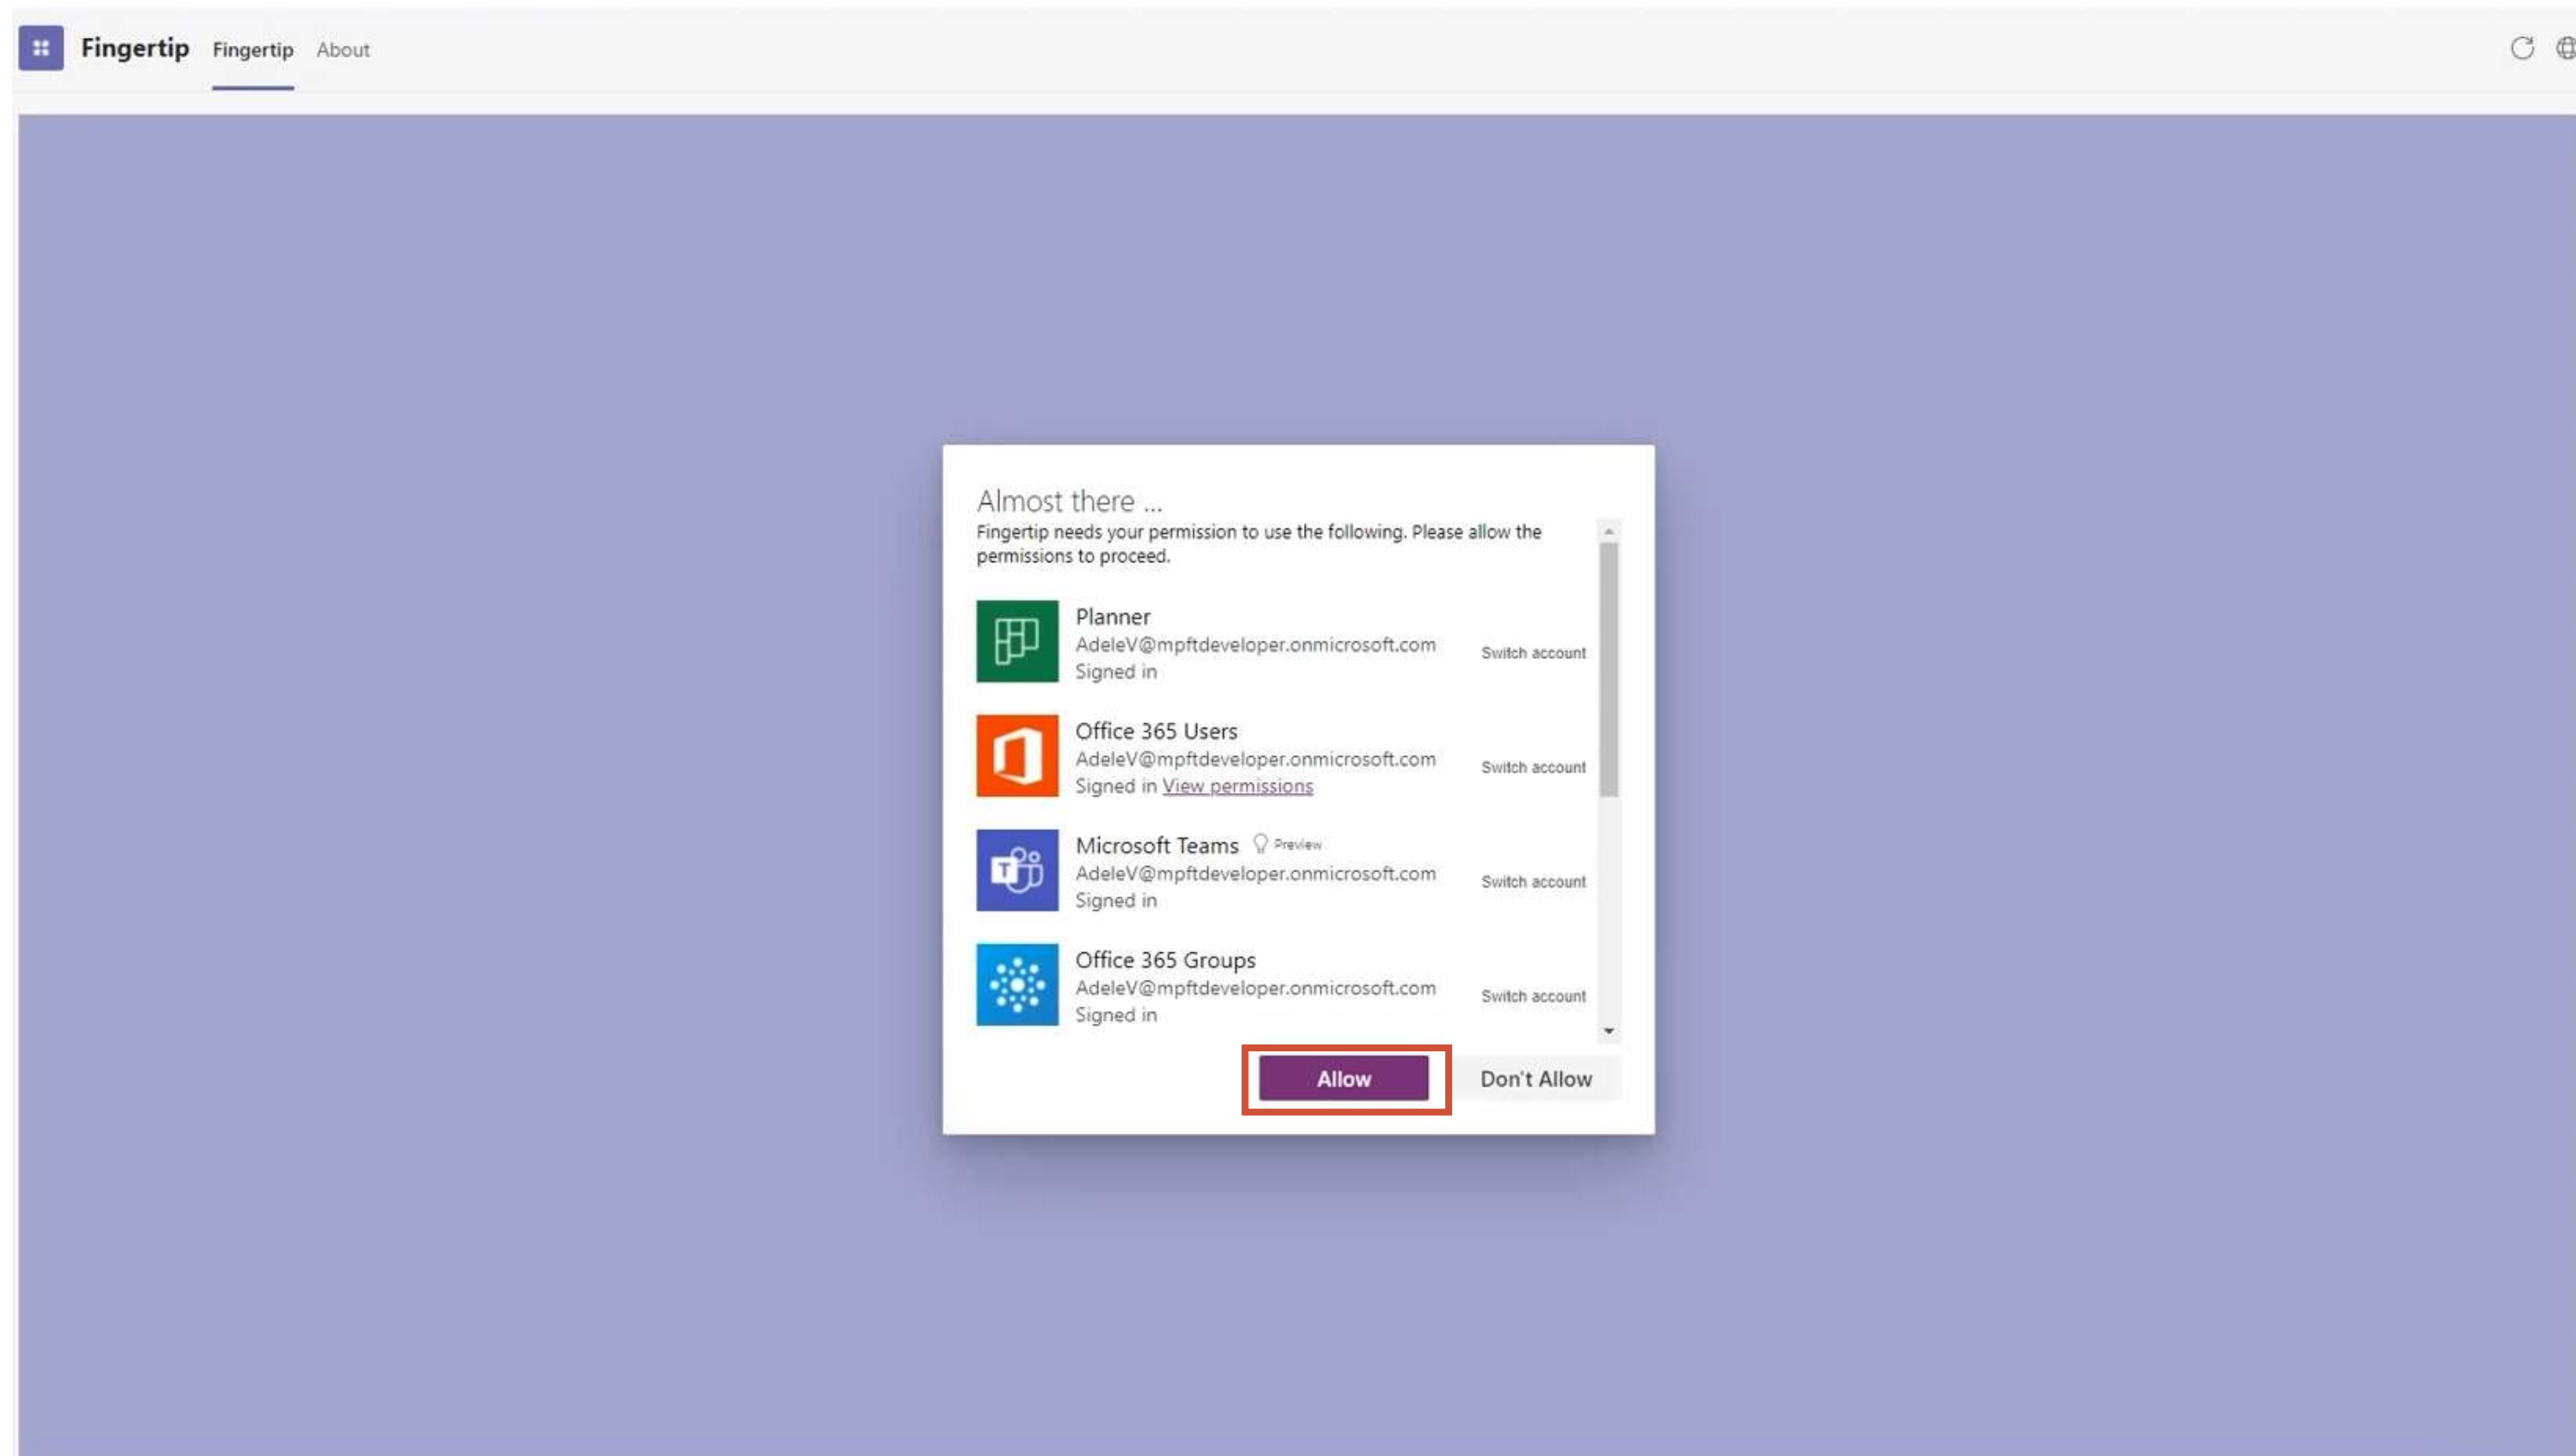 Fingertip Fingertip About
Almost there ...
Fingertip needs your permission to use the following. Please allow the
permissions to proceed.
Planner
AdeleV@mpftdeveloper.onmicrosoft.com
Signed in
Switch account
Office 365 Users
AdeleV@mpftdeveloper.onmicrosoft.com
Signed in View permissions
Switch account
Microsoft Teams Preview
AdeleV@mpftdeveloper.onmicrosoft.com
Signed in
Switch account
Office 365 Groups
AdeleV@mpftdeveloper.onmicrosoft.com
Signed in
Switch account
Allow Don't Allow